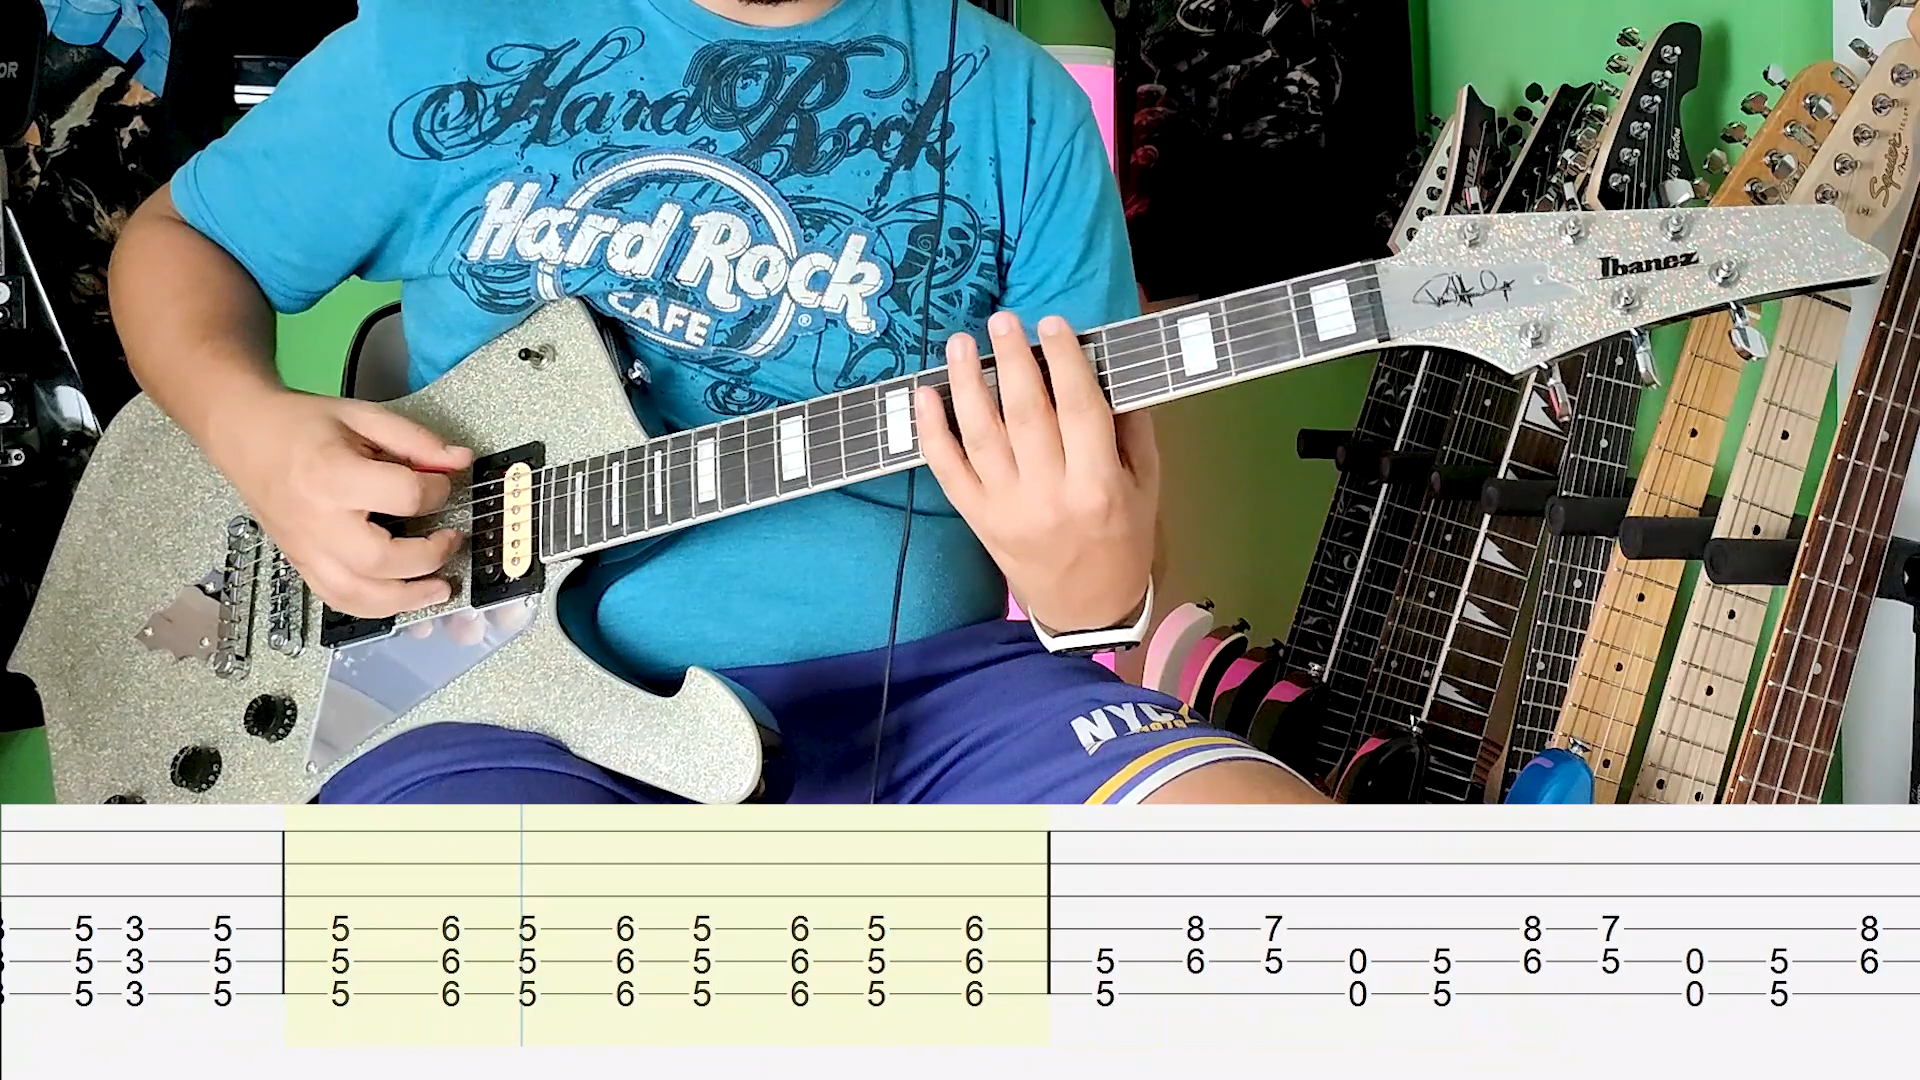 Hard Rock
Hard Rock
CAFE
®
Ibanez
Squier
NYC
1979
5 3 5 5 6 5 6 5 6 5 6 8 7 8 7 8
5 3 5 5 6 5 6 5 6 5 6 5 6 5 0 5 6 5 0 5 6
5 3 5 5 6 5 6 5 6 5 6 5 0 5 0 5